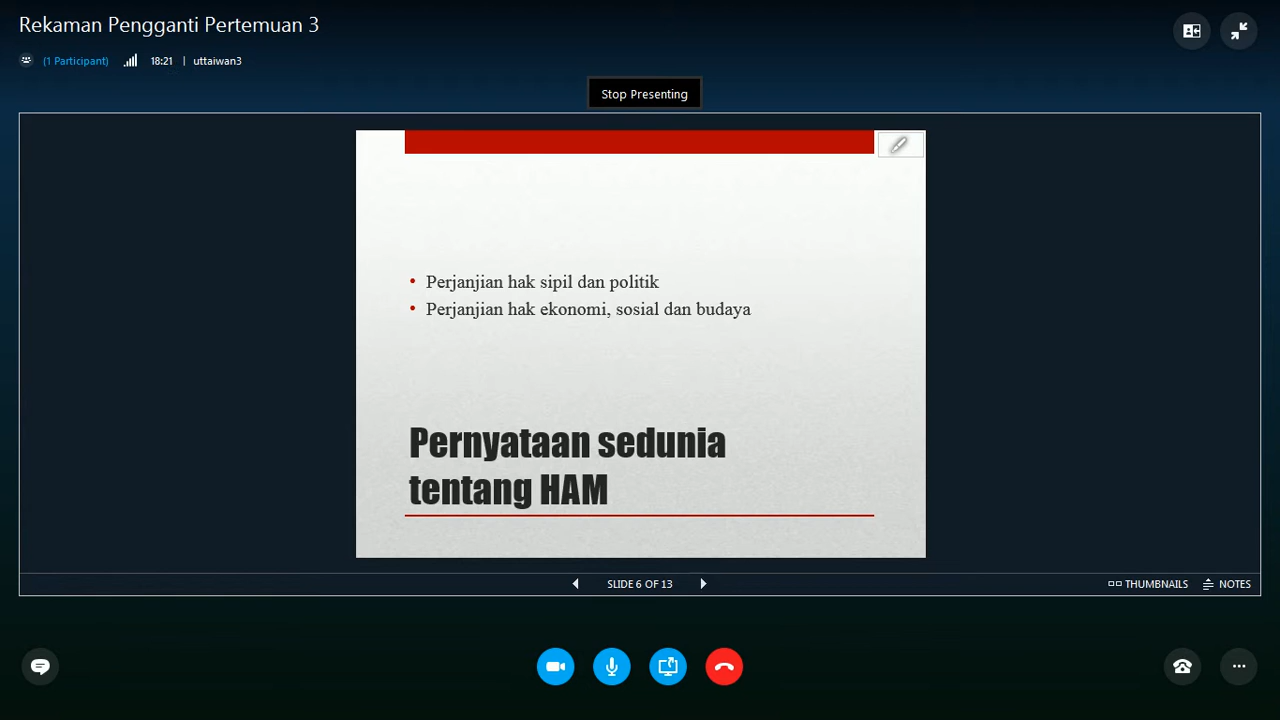 Rekaman Pengganti Pertemuan 3
(1 Participant) 18:21 | uttaiwan3
Stop Presenting
• Perjanjian hak sipil dan politik
• Perjanjian hak ekonomi, sosial dan budaya
Pernyataan sedunia
tentang HAM
SLIDE 6 OF 13
THUMBNAILS
NOTES